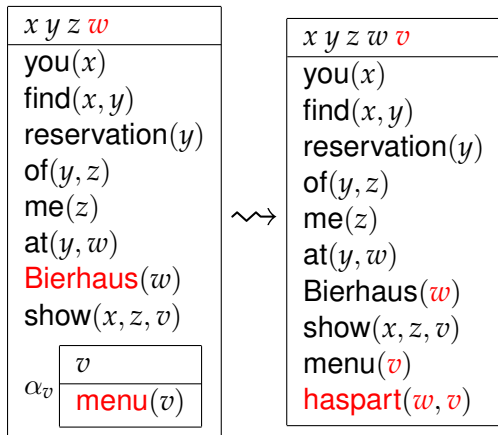 x y z w
you(x)
find(x, y)
reservation(y)
of(y, z)
me(z)
at(y, w)
Bierhaus(w)
show(x, z, v)
α_v
v
menu(v)
⇝
x y z w v
you(x)
find(x, y)
reservation(y)
of(y, z)
me(z)
at(y, w)
Bierhaus(w)
show(x, z, v)
menu(v)
haspart(w, v)